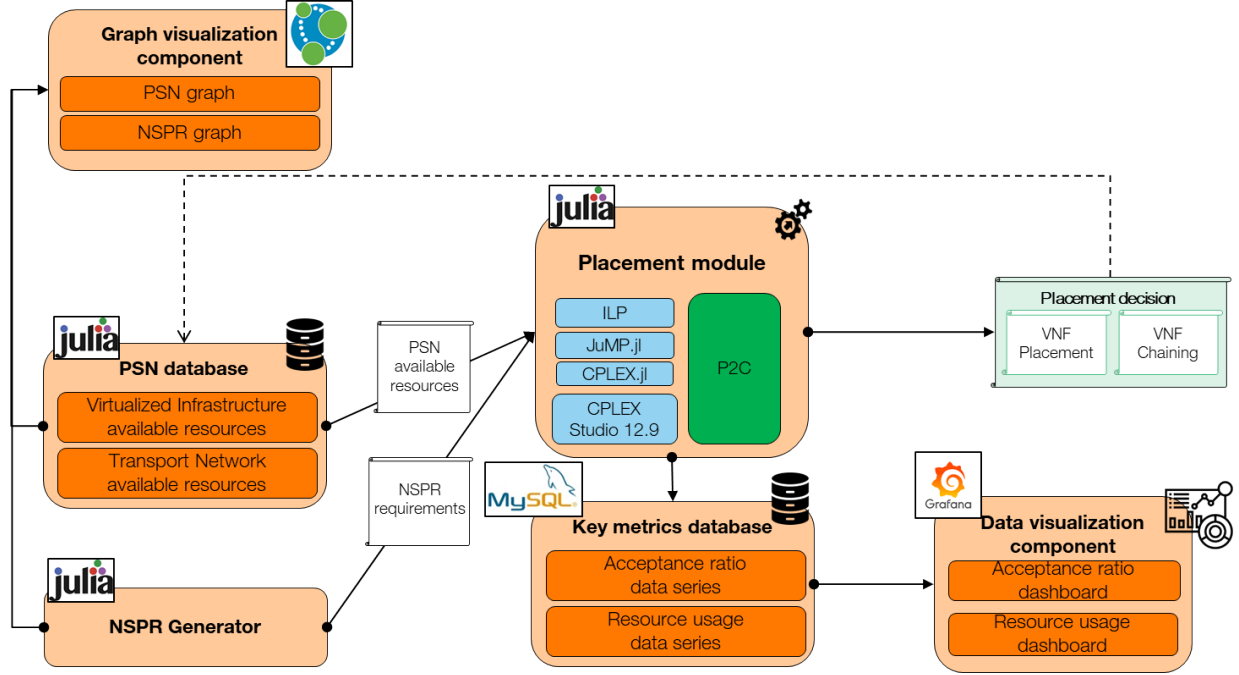 Graph visualization
component
PSN graph
NSPR graph
julia
PSN database
Virtualized Infrastructure
available resources
Transport Network
available resources
julia
NSPR Generator
PSN
available
resources
NSPR
requirements
julia
Placement module
ILP
JuMP.jl
CPLEX.jl
CPLEX
Studio 12.9
P2C
Placement decision
VNF
Placement
VNF
Chaining
MySQL®
Key metrics database
Acceptance ratio
data series
Resource usage
data series
Grafana
Data visualization
component
Acceptance ratio
dashboard
Resource usage
dashboard